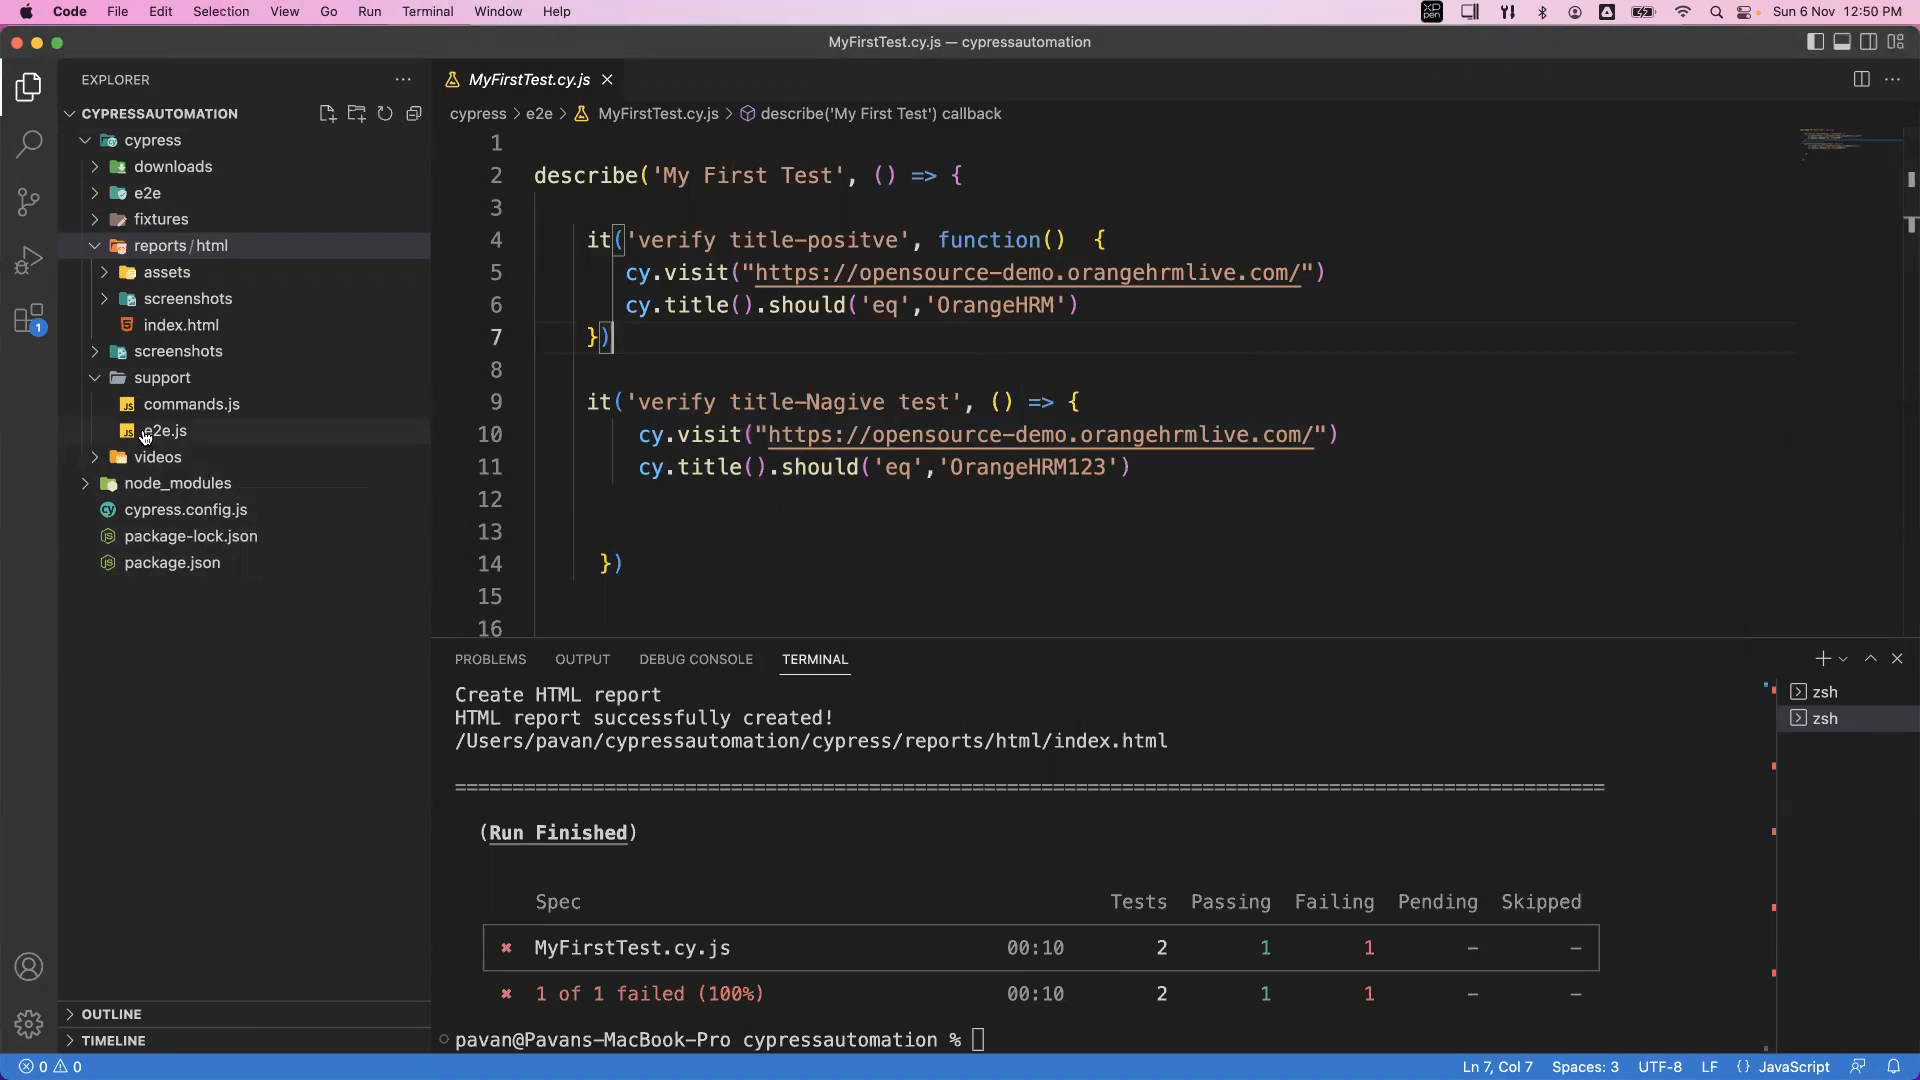 Code File Edit Selection View Go Run Terminal Window Help
XP PEN
Sun 6 Nov 12:50 PM
MyFirstTest.cy.js — cypressautomation
EXPLORER
CYPRESSAUTOMATION
cypress
downloads
e2e
fixtures
reports/html
assets
screenshots
index.html
screenshots
support
commands.js
e2e.js
videos
node_modules
cypress.config.js
package-lock.json
package.json
OUTLINE
TIMELINE
1
MyFirstTest.cy.js
cypress > e2e > MyFirstTest.cy.js > describe('My First Test') callback
1
2 describe('My First Test', () => {
3
4 it('verify title-positve', function()  {
5 cy.visit("https://opensource-demo.orangehrmlive.com/")
6 cy.title().should('eq','OrangeHRM')
7 })
8
9 it('verify title-Nagive test', () => {
10 cy.visit("https://opensource-demo.orangehrmlive.com/")
11 cy.title().should('eq','OrangeHRM123')
12
13
14 })
15
16
PROBLEMS OUTPUT DEBUG CONSOLE TERMINAL
Create HTML report
HTML report successfully created!
/Users/pavan/cypressautomation/cypress/reports/html/index.html
====================================================================================================
(Run Finished)
Spec Tests Passing Failing Pending Skipped
✖ MyFirstTest.cy.js 00:10 2 1 1 – –
✖ 1 of 1 failed (100%) 00:10 2 1 1 – –
pavan@Pavans-MacBook-Pro cypressautomation %
zsh
zsh
0 0
Ln 7, Col 7 Spaces: 3 UTF-8 LF {} JavaScript